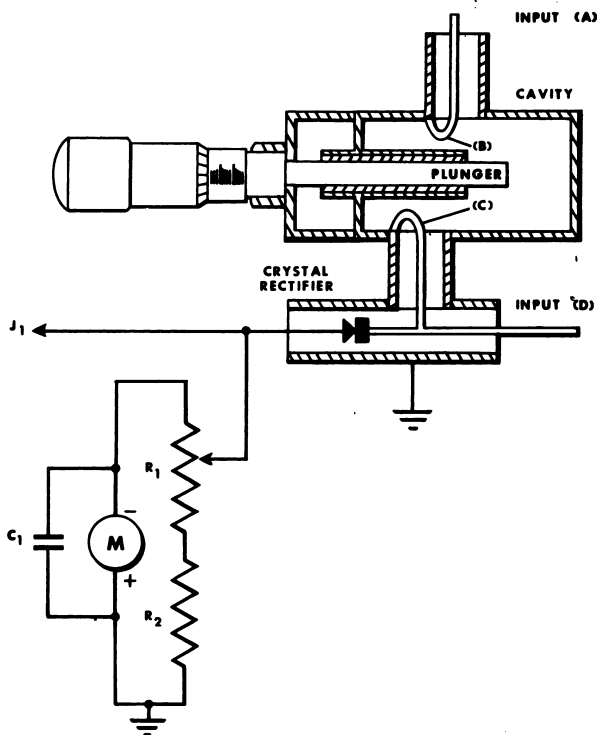 INPUT (A)
CAVITY
(B)
PLUNGER
(C)
CRYSTAL
RECTIFIER
INPUT (D)
J1
R1
C1
−
M
+
R2